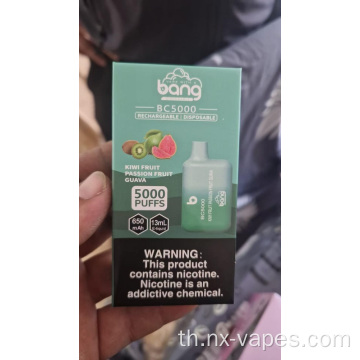 bang
BC5000
RECHARGEABLE | DISPOSABLE
KIWI FRUIT
PASSION FRUIT
GUAVA
5000
PUFFS
650
mAh
13mL
b
BC5000
WARNING:
This product
contains nicotine.
Nicotine is an
addictive chemical.
th.nx-vapes.com